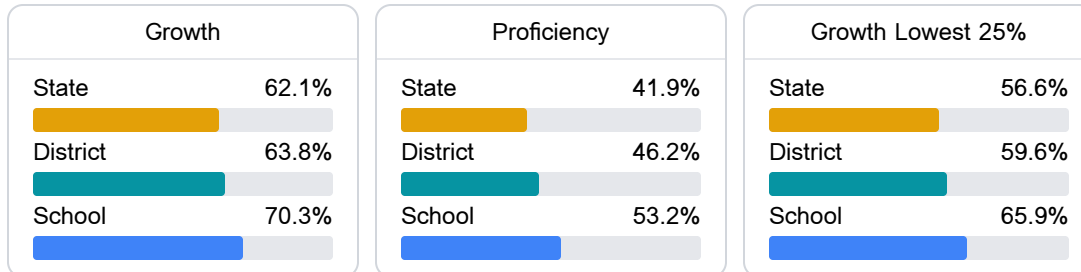 Growth
State 62.1%
District 63.8%
School 70.3%
Proficiency
State 41.9%
District 46.2%
School 53.2%
Growth Lowest 25%
State 56.6%
District 59.6%
School 65.9%